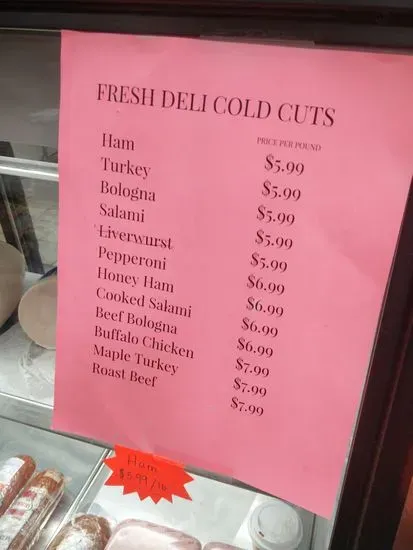 FRESH DELI COLD CUTS
PRICE PER POUND
Ham $5.99
Turkey $5.99
Bologna $5.99
Salami $5.99
Liverwurst $5.99
Pepperoni $6.99
Honey Ham $6.99
Cooked Salami $6.99
Beef Bologna $6.99
Buffalo Chicken $7.99
Maple Turkey $7.99
Roast Beef $7.99
Ham
$5.99/lb